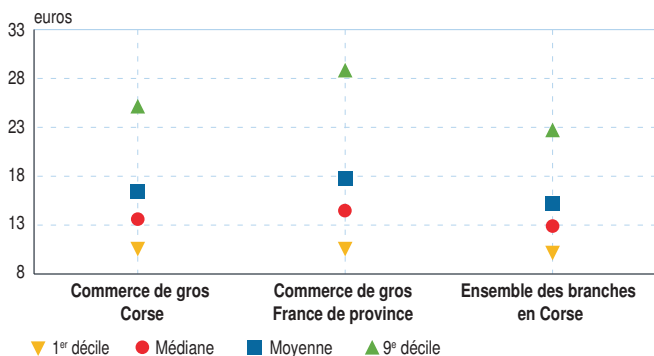 euros
33
28
23
18
13
8
Commerce de gros
Corse
Commerce de gros
France de province
Ensemble des branches
en Corse
1er décile
Médiane
Moyenne
9e décile